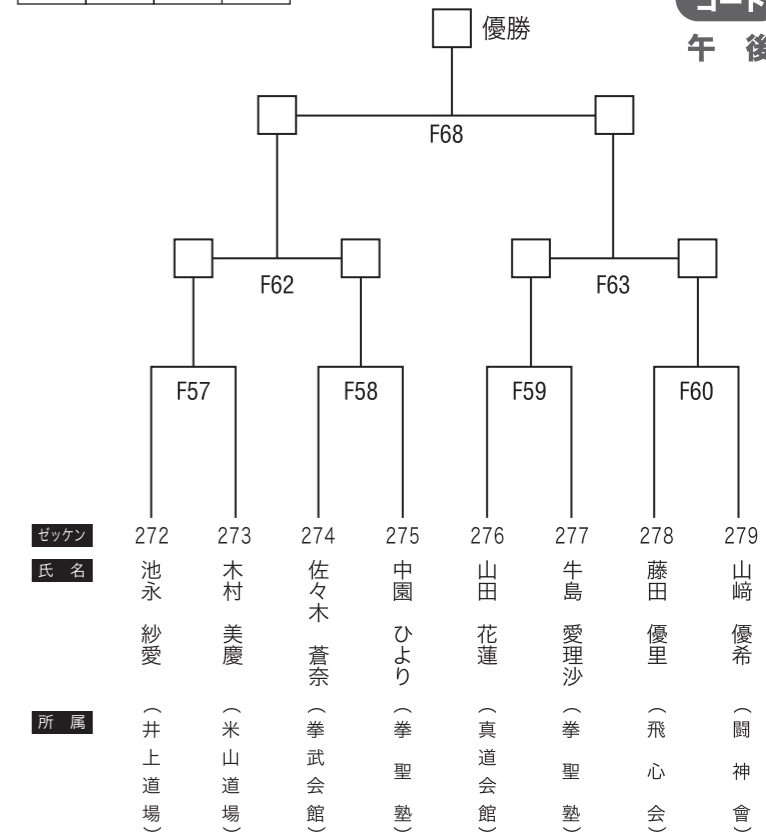 コート
午後
優勝
F68
F62
F63
F57
F58
F59
F60
ゼッケン 272 273 274 275 276 277 278 279
氏名
池永 紗愛
木村 美慶
佐々木 蒼奈
中園 ひより
山田 花蓮
牛島 愛理沙
藤田 優里
山﨑 優希
所属
（井上道場）
（米山道場）
（拳武会館）
（拳聖塾）
（真道会館）
（拳聖塾）
（飛心会）
（闘神會）